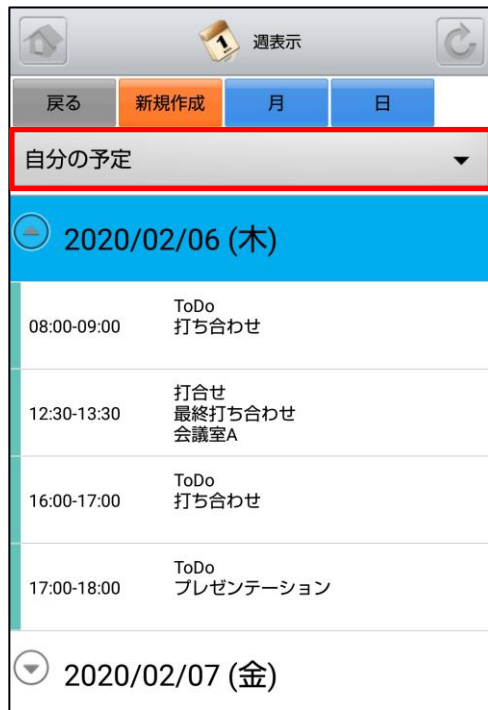 週表示
戻る 新規作成 月 日
自分の予定
2020/02/06 (木)
08:00-09:00 ToDo
打ち合わせ
12:30-13:30 打合せ
最終打ち合わせ
会議室A
16:00-17:00 ToDo
打ち合わせ
17:00-18:00 ToDo
プレゼンテーション
2020/02/07 (金)